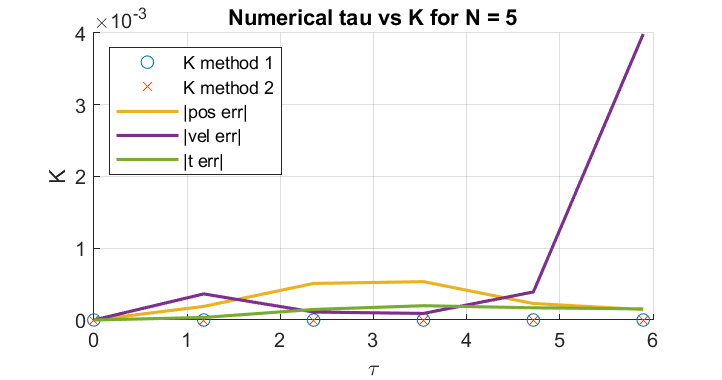 Numerical tau vs K for N = 5
×10-3
4
3
2
1
0
K
K method 1
K method 2
|pos err|
|vel err|
|t err|
0 1 2 3 4 5 6
τ